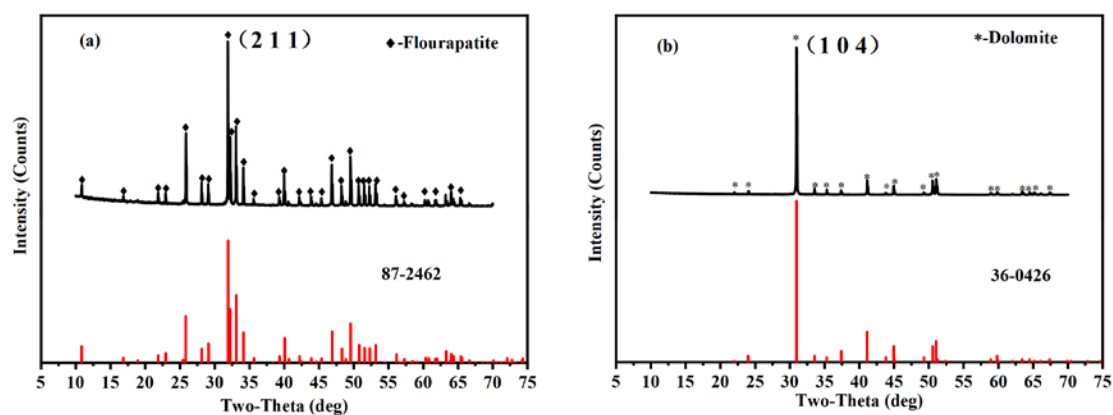 (a)
(2 1 1)
◆-Flourapatite
Intensity (Counts)
87-2462
5 10 15 20 25 30 35 40 45 50 55 60 65 70 75
Two-Theta (deg)
(b)
(1 0 4)
*-Dolomite
Intensity (Counts)
36-0426
5 10 15 20 25 30 35 40 45 50 55 60 65 70 75
Two-Theta (deg)